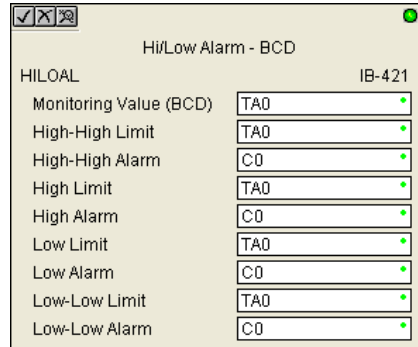 Hi/Low Alarm - BCD
HILOAL IB-421
Monitoring Value (BCD) TA0
High-High Limit TA0
High-High Alarm C0
High Limit TA0
High Alarm C0
Low Limit TA0
Low Alarm C0
Low-Low Limit TA0
Low-Low Alarm C0